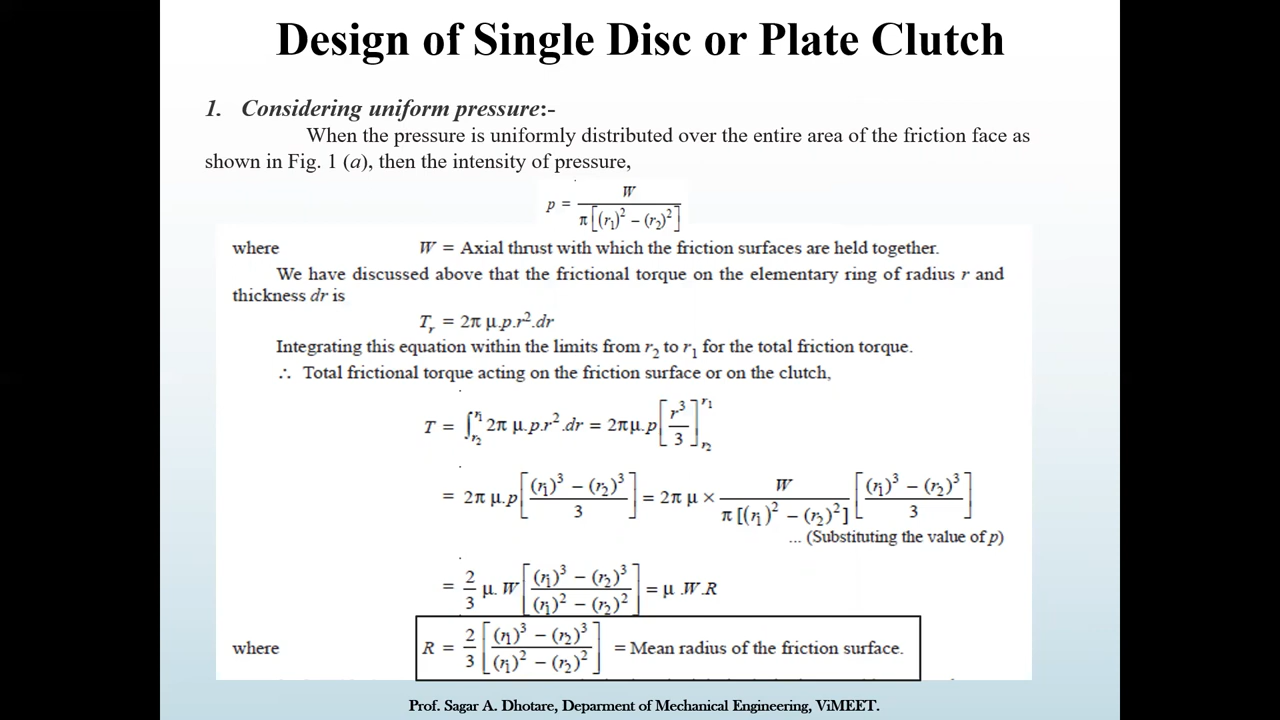 Design of Single Disc or Plate Clutch
1. Considering uniform pressure:-
When the pressure is uniformly distributed over the entire area of the friction face as
shown in Fig. 1 (a), then the intensity of pressure,
p = W / π[(r₁)² − (r₂)²]
where W = Axial thrust with which the friction surfaces are held together.
We have discussed above that the frictional torque on the elementary ring of radius r and
thickness dr is
Tᵣ = 2π μ.p.r².dr
Integrating this equation within the limits from r₂ to r₁ for the total friction torque.
∴ Total frictional torque acting on the friction surface or on the clutch,
T = ∫_{r₂}^{r₁} 2π μ.p.r².dr = 2πμ.p [r³/3]_{r₂}^{r₁}
= 2π μ.p [((r₁)³ − (r₂)³)/3] = 2π μ × W / π[(r₁)² − (r₂)²] [((r₁)³ − (r₂)³)/3]
... (Substituting the value of p)
= 2/3 μ. W [((r₁)³ − (r₂)³)/((r₁)² − (r₂)²)] = μ .W.R
where R = 2/3 [((r₁)³ − (r₂)³)/((r₁)² − (r₂)²)] = Mean radius of the friction surface.
Prof. Sagar A. Dhotare, Deparment of Mechanical Engineering, ViMEET.